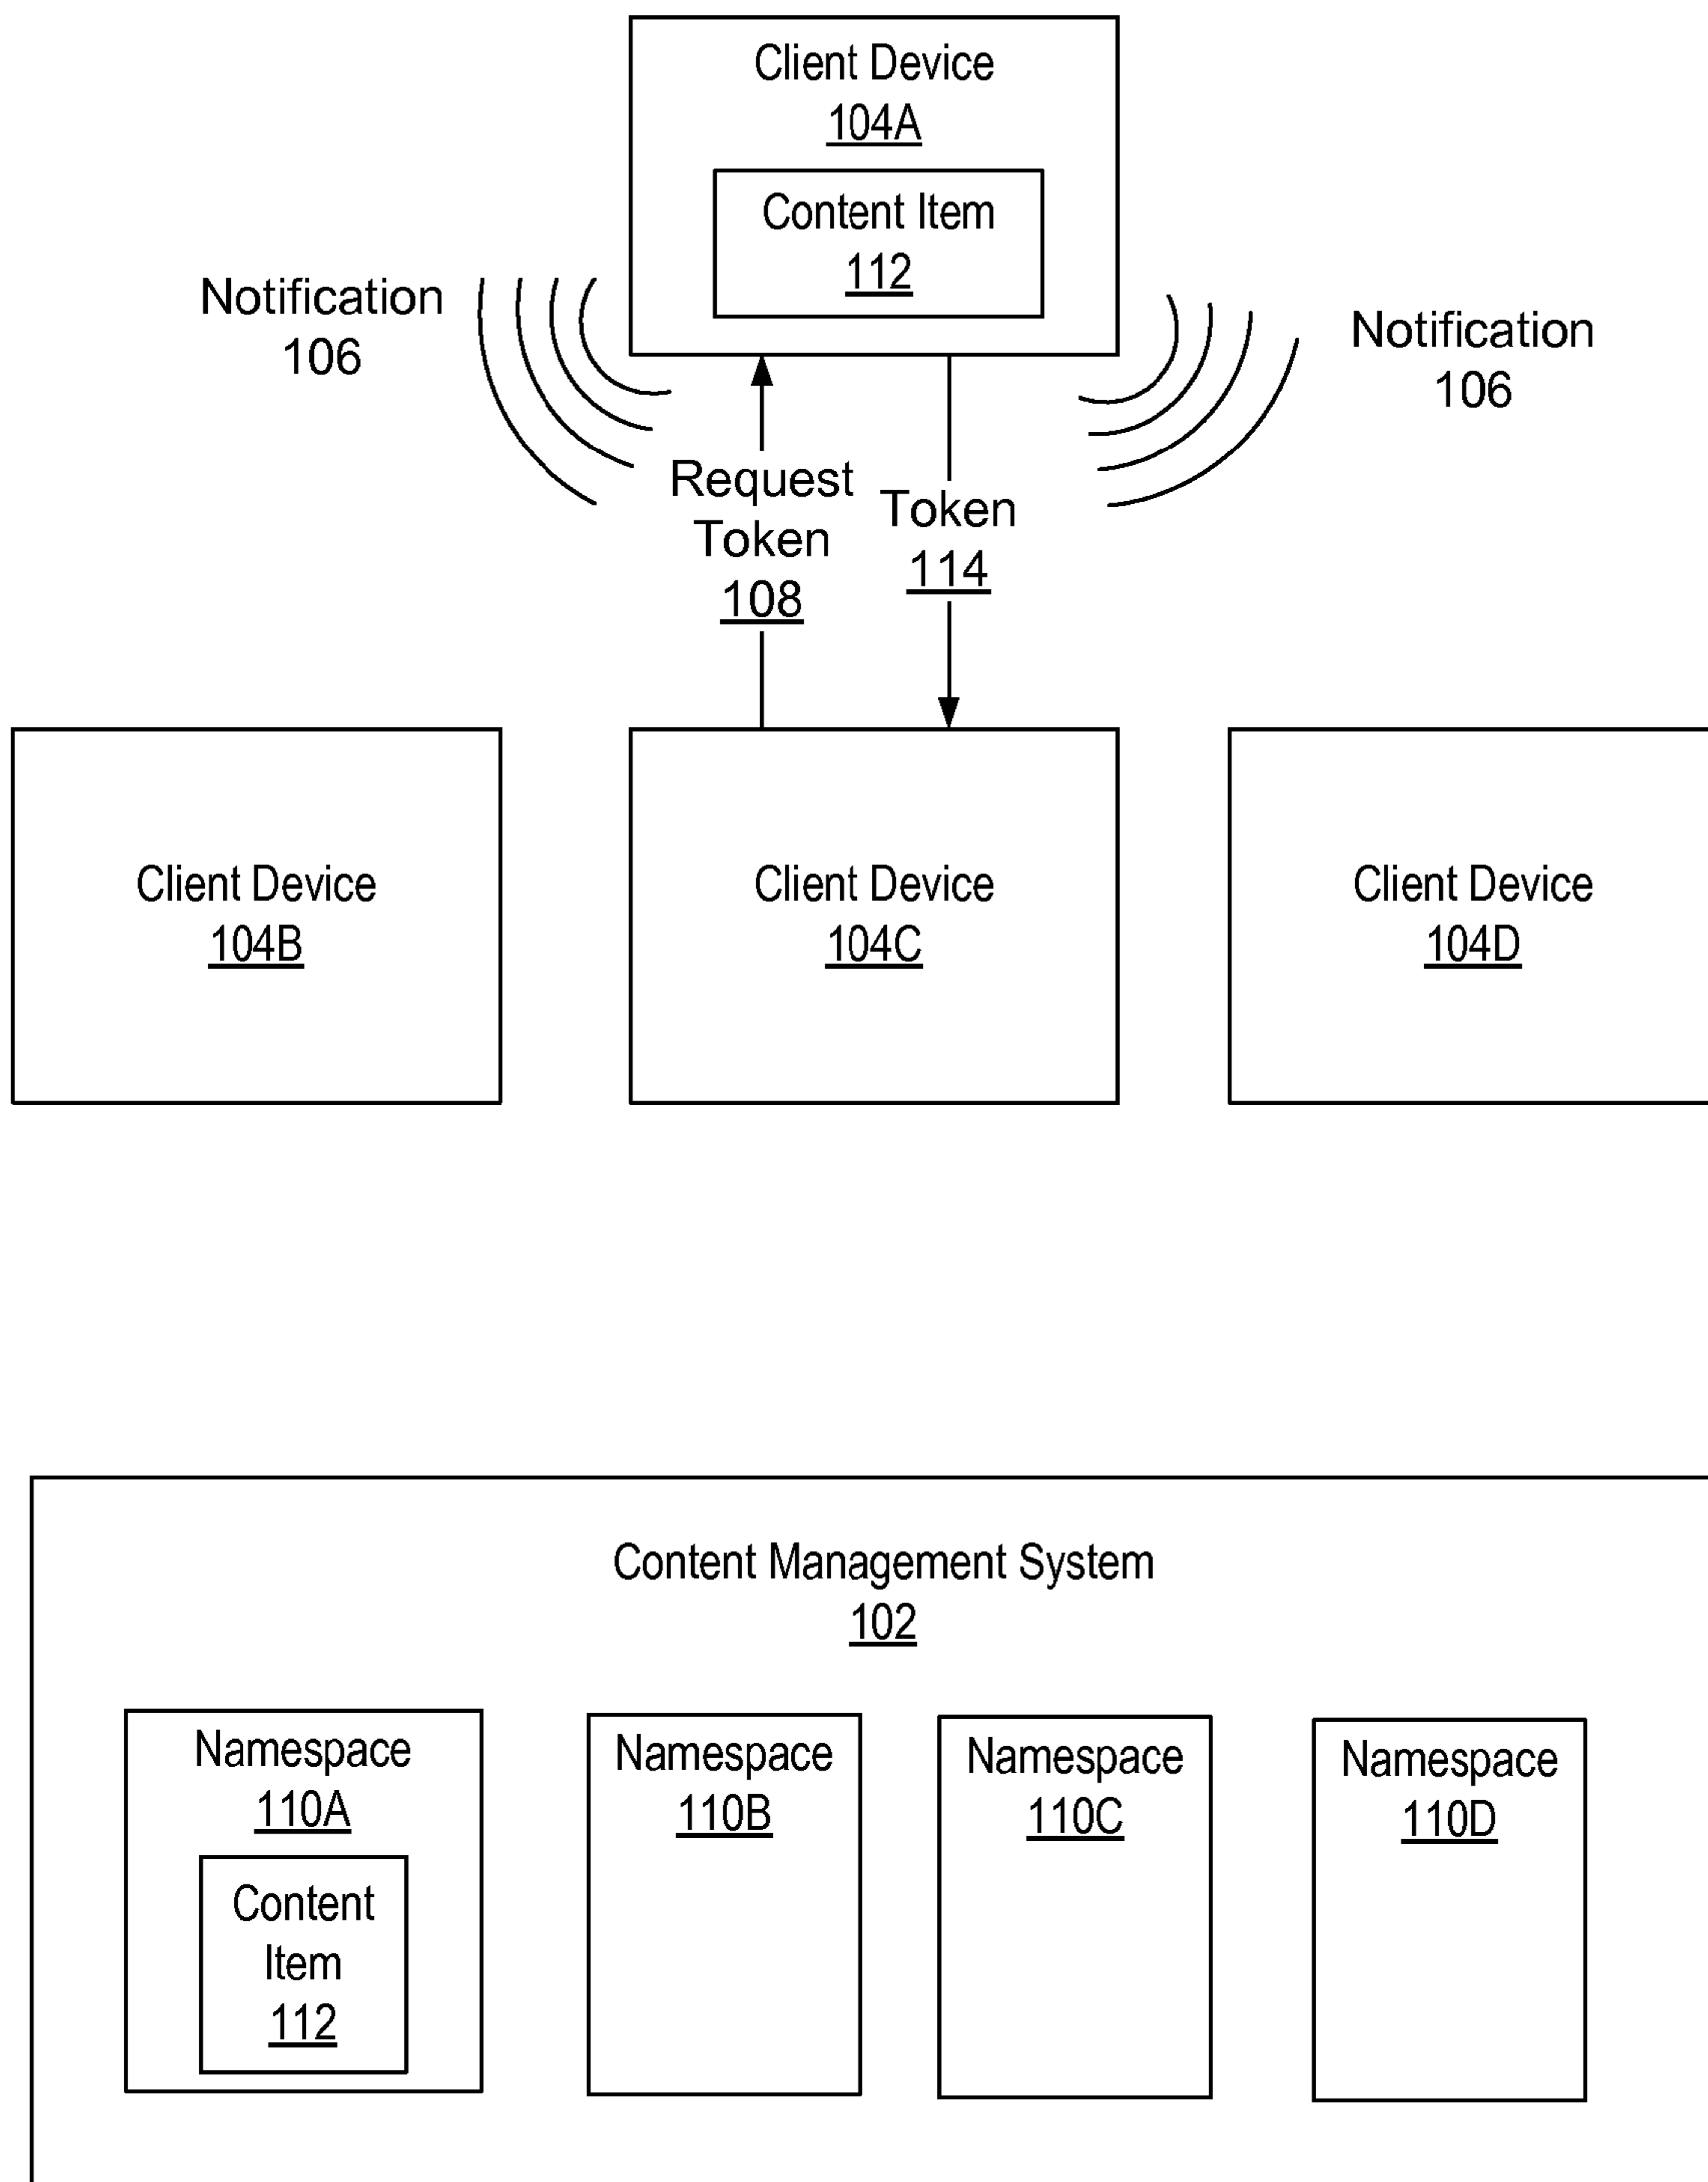 Client Device
104A
Content Item
112
Notification
106
Notification
106
Request
Token
108
Token
114
Client Device
104B
Client Device
104C
Client Device
104D
Content Management System
102
Namespace
110A
Content
Item
112
Namespace
110B
Namespace
110C
Namespace
110D